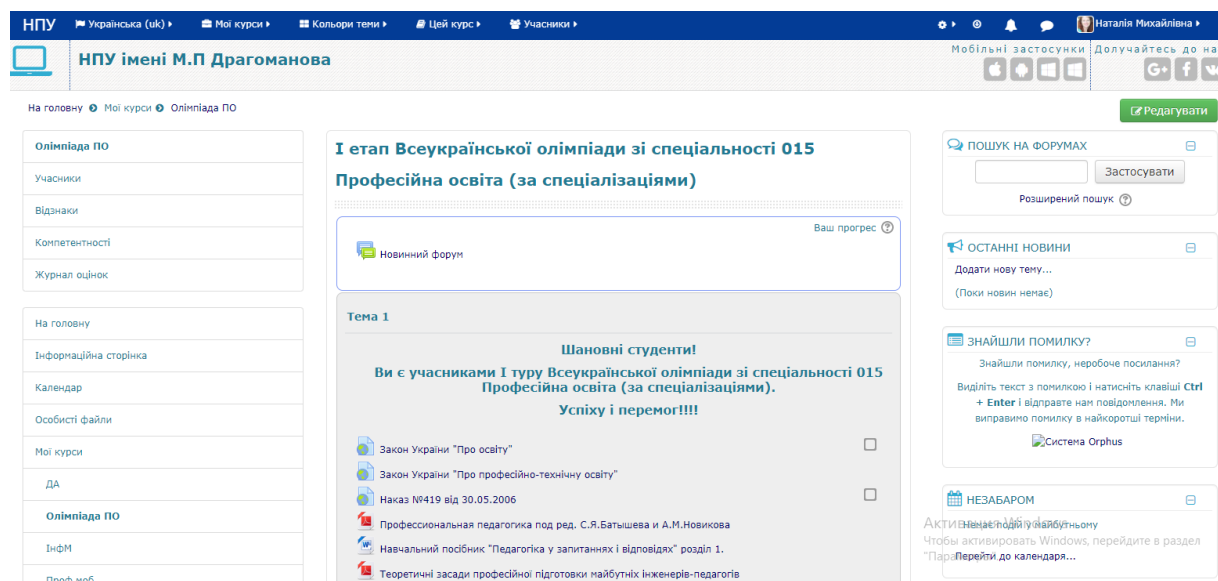 НПУ Українська (uk) Мої курси Кольори теми Цей курс Учасники Наталія Михайлівна
НПУ імені М.П Драгоманова
Мобільні застосунки
Долучайтесь до на
На головну Мої курси Олімпіада ПО
Редагувати
Олімпіада ПО
Учасники
Відзнаки
Компетентності
Журнал оцінок
На головну
Інформаційна сторінка
Календар
Особисті файли
Мої курси
ДА
Олімпіада ПО
ІнфМ
Проф моб
І етап Всеукраїнської олімпіади зі спеціальності 015
Професійна освіта (за спеціалізаціями)
Ваш прогрес
Новинний форум
Тема 1
Шановні студенти!
Ви є учасниками І туру Всеукраїнської олімпіади зі спеціальності 015
Професійна освіта (за спеціалізаціями).
Успіху і перемог!!!!
Закон України "Про освіту"
Закон України "Про професійно-технічну освіту"
Наказ №419 від 30.05.2006
Профессиональная педагогика под ред. С.Я.Батышева и А.М.Новикова
Навчальний посібник "Педагогіка у запитаннях і відповідях" розділ 1.
Теоретичні засади професійної підготовки майбутніх інженерів-педагогів
ПОШУК НА ФОРУМАХ
Застосувати
Розширений пошук
ОСТАННІ НОВИНИ
Додати нову тему...
(Поки новин немає)
ЗНАЙШЛИ ПОМИЛКУ?
Знайшли помилку, неробоче посилання?
Виділіть текст з помилкою і натисніть клавіші Ctrl
+ Enter і відправте нам повідомлення. Ми
виправимо помилку в найкоротші терміни.
Система Orphus
НЕЗАБАРОМ
Немає подій у майбутньому
Перейти до календаря...
Активация Windows
Чтобы активировать Windows, перейдите в раздел